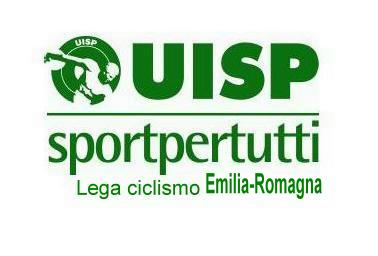 UISP
UISP
sportpertutti
Lega ciclismo Emilia-Romagna